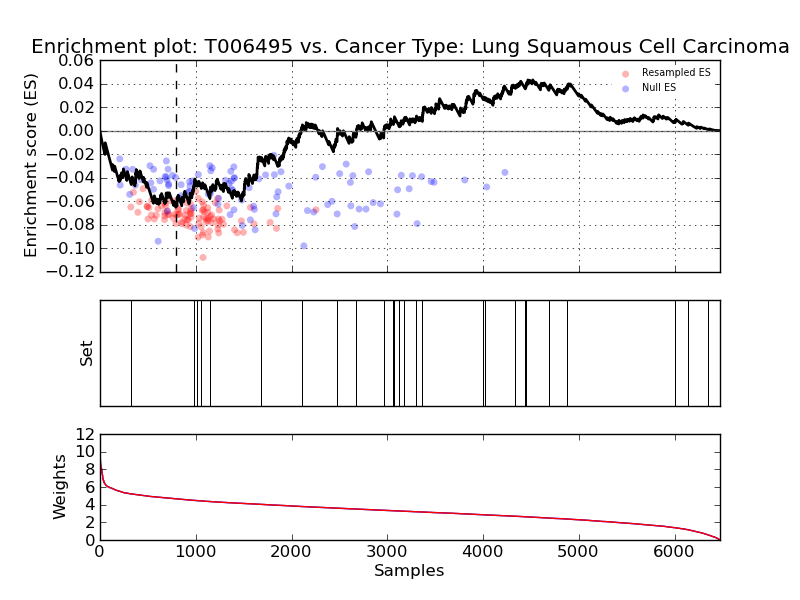 Enrichment plot: T006495 vs. Cancer Type: Lung Squamous Cell Carcinoma
Enrichment score (ES)
0.06
0.04
0.02
0.00
−0.02
−0.04
−0.06
−0.08
−0.10
−0.12
Resampled ES
Null ES
Set
Weights
12
10
8
6
4
2
0
0 1000 2000 3000 4000 5000 6000
Samples